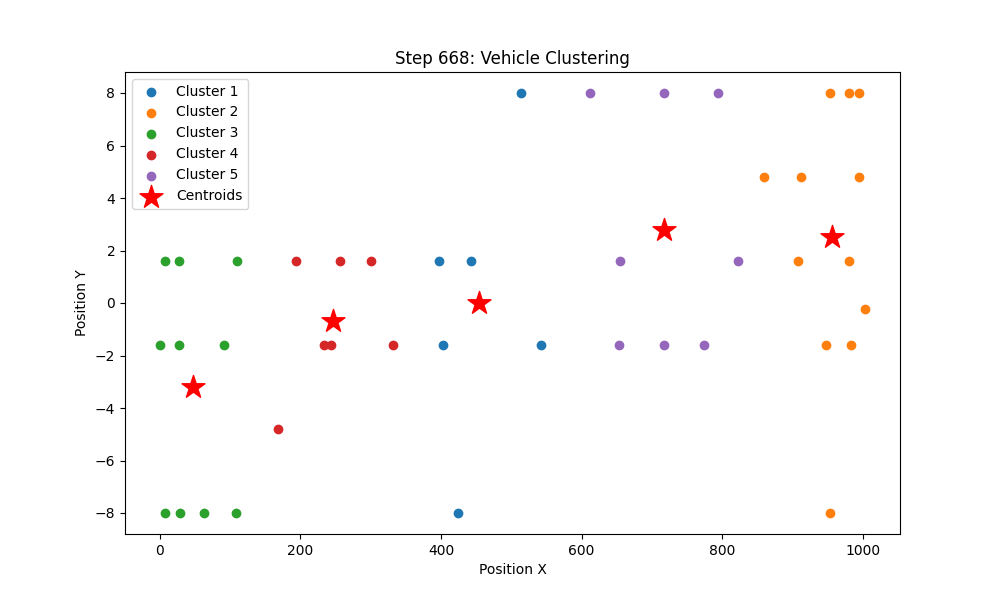 Step 668: Vehicle Clustering
Cluster 1
Cluster 2
Cluster 3
Cluster 4
Cluster 5
Centroids
Position Y
8
6
4
2
0
−2
−4
−6
−8
0 200 400 600 800 1000
Position X